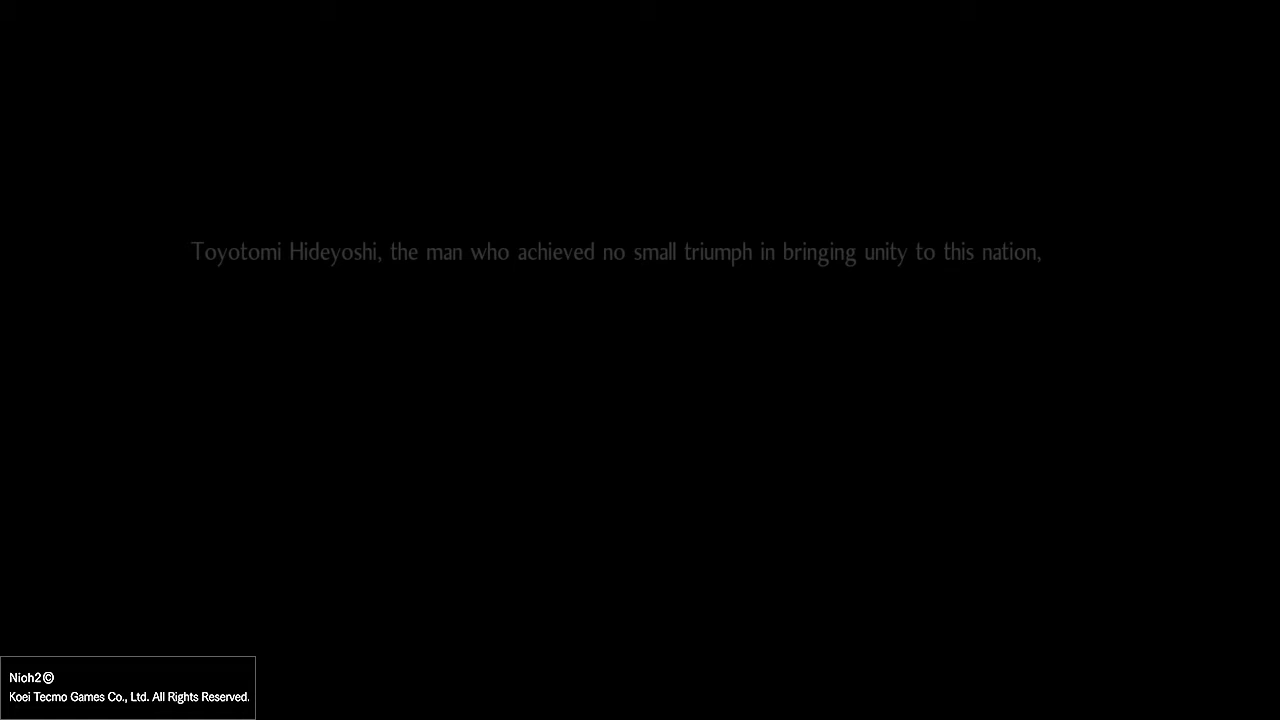 Toyotomi Hideyoshi, the man who achieved no small triumph in bringing unity to this nation,
Nioh2©
Koei Tecmo Games Co., Ltd. All Rights Reserved.